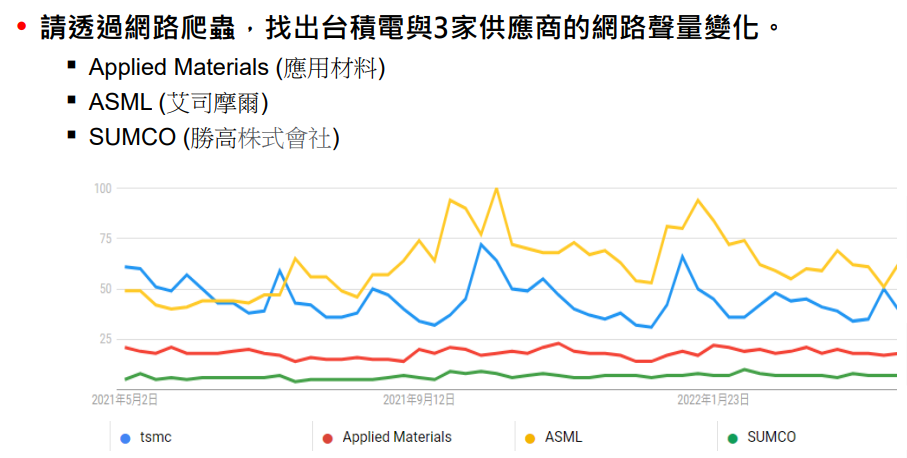 • 請透過網路爬蟲，找出台積電與3家供應商的網路聲量變化。
▪ Applied Materials (應用材料)
▪ ASML (艾司摩爾)
▪ SUMCO (勝高株式會社)
100
75
50
25
2021年5月2日 2021年9月12日 2022年1月23日
tsmc Applied Materials ASML SUMCO